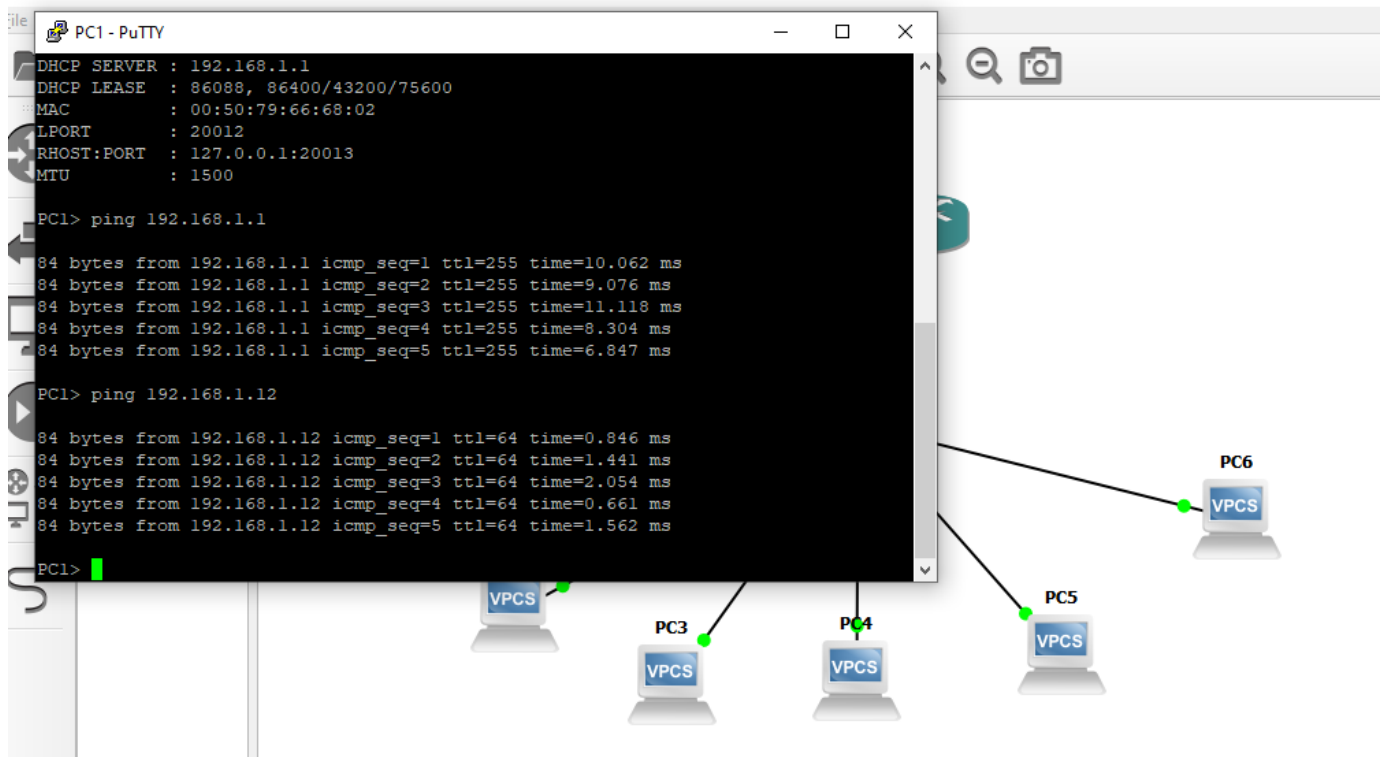 File
PC1 - PuTTY
DHCP SERVER : 192.168.1.1
DHCP LEASE  : 86088, 86400/43200/75600
MAC         : 00:50:79:66:68:02
LPORT       : 20012
RHOST:PORT  : 127.0.0.1:20013
MTU         : 1500
PC1> ping 192.168.1.1
84 bytes from 192.168.1.1 icmp_seq=1 ttl=255 time=10.062 ms
84 bytes from 192.168.1.1 icmp_seq=2 ttl=255 time=9.076 ms
84 bytes from 192.168.1.1 icmp_seq=3 ttl=255 time=11.118 ms
84 bytes from 192.168.1.1 icmp_seq=4 ttl=255 time=8.304 ms
84 bytes from 192.168.1.1 icmp_seq=5 ttl=255 time=6.847 ms
PC1> ping 192.168.1.12
84 bytes from 192.168.1.12 icmp_seq=1 ttl=64 time=0.846 ms
84 bytes from 192.168.1.12 icmp_seq=2 ttl=64 time=1.441 ms
84 bytes from 192.168.1.12 icmp_seq=3 ttl=64 time=2.054 ms
84 bytes from 192.168.1.12 icmp_seq=4 ttl=64 time=0.661 ms
84 bytes from 192.168.1.12 icmp_seq=5 ttl=64 time=1.562 ms
PC1>
PC6
VPCS
VPCS
PC5
VPCS
PC3
VPCS
PC4
VPCS